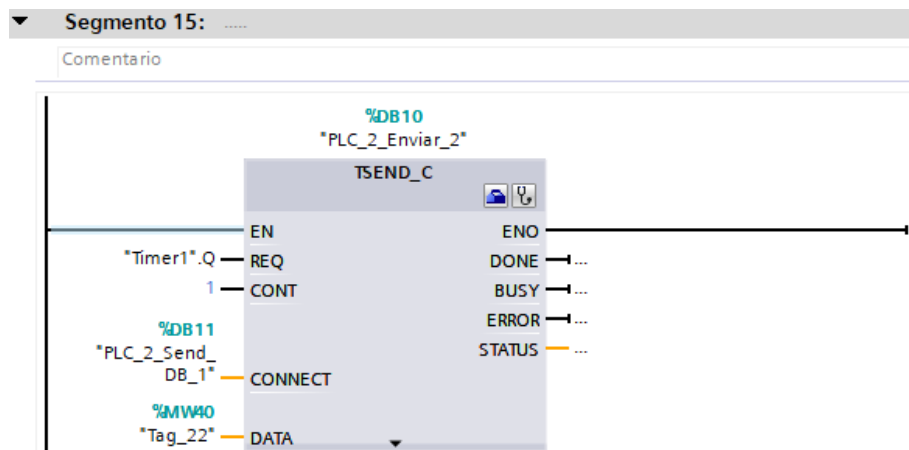 Segmento 15: .....
Comentario
%DB10
"PLC_2_Enviar_2"
TSEND_C
EN ENO
"Timer1".Q REQ DONE ...
1 CONT BUSY ...
ERROR ...
%DB11
STATUS ...
"PLC_2_Send_
DB_1" CONNECT
%MW40
"Tag_22" DATA